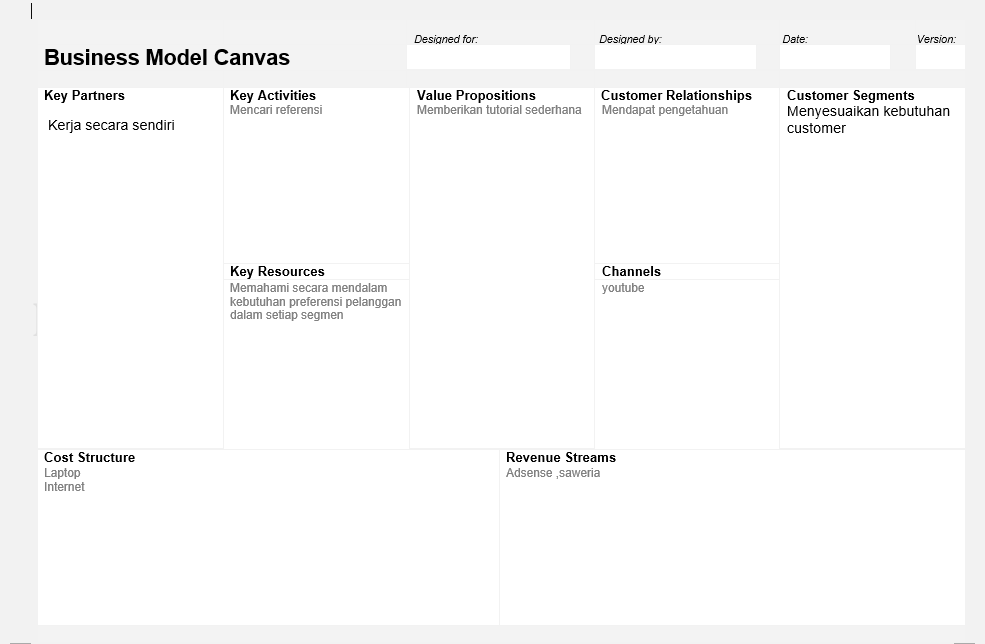 Business Model Canvas
Designed for:
Designed by:
Date:
Version:
Key Partners
Kerja secara sendiri
Key Activities
Mencari referensi
Key Resources
Memahami secara mendalam
kebutuhan preferensi pelanggan
dalam setiap segmen
Value Propositions
Memberikan tutorial sederhana
Customer Relationships
Mendapat pengetahuan
Channels
youtube
Customer Segments
Menyesuaikan kebutuhan
customer
Cost Structure
Laptop
Internet
Revenue Streams
Adsense ,saweria